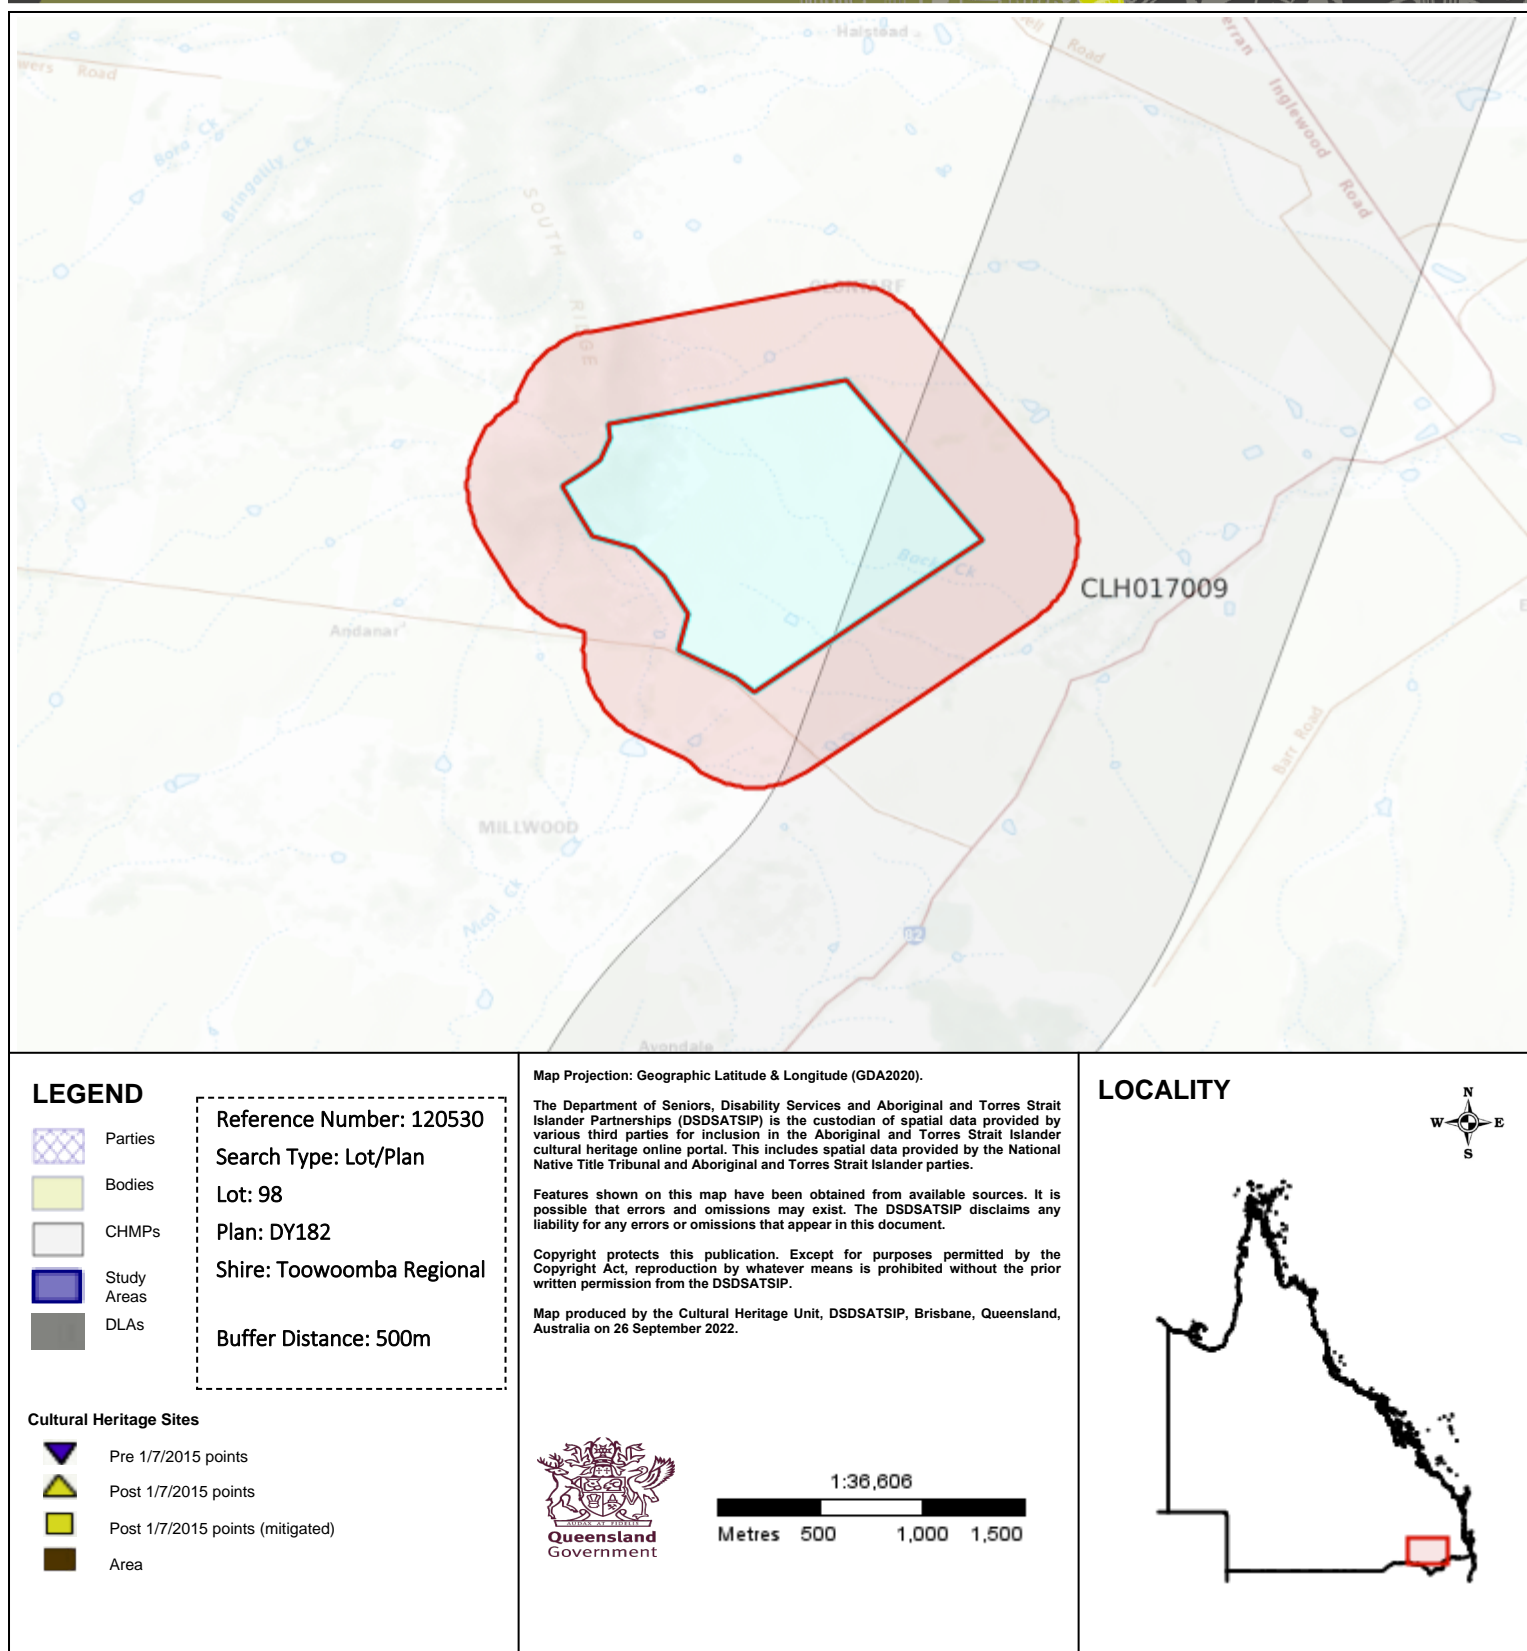 Halstead
Road
wers Road
Road
erran
Inglewood
Road
Bora Ck
Bringalily Ck
SOUTH
RIDGE
CLONTARF
Back Ck
CLH017009
Andanar
Barr Road
MILLWOOD
Nicol Ck
82
Avondale
LEGEND
Parties
Bodies
CHMPs
Study
Areas
DLAs
Reference Number: 120530
Search Type: Lot/Plan
Lot: 98
Plan: DY182
Shire: Toowoomba Regional
Buffer Distance: 500m
Cultural Heritage Sites
Pre 1/7/2015 points
Post 1/7/2015 points
Post 1/7/2015 points (mitigated)
Area
Map Projection: Geographic Latitude & Longitude (GDA2020).
The Department of Seniors, Disability Services and Aboriginal and Torres Strait
Islander Partnerships (DSDSATSIP) is the custodian of spatial data provided by
various third parties for inclusion in the Aboriginal and Torres Strait Islander
cultural heritage online portal. This includes spatial data provided by the National
Native Title Tribunal and Aboriginal and Torres Strait Islander parties.
Features shown on this map have been obtained from available sources. It is
possible that errors and omissions may exist. The DSDSATSIP disclaims any
liability for any errors or omissions that appear in this document.
Copyright protects this publication. Except for purposes permitted by the
Copyright Act, reproduction by whatever means is prohibited without the prior
written permission from the DSDSATSIP.
Map produced by the Cultural Heritage Unit, DSDSATSIP, Brisbane, Queensland,
Australia on 26 September 2022.
AUDAX AT FIDELIS
Queensland
Government
1:36,606
Metres 500 1,000 1,500
LOCALITY
N
W E
S